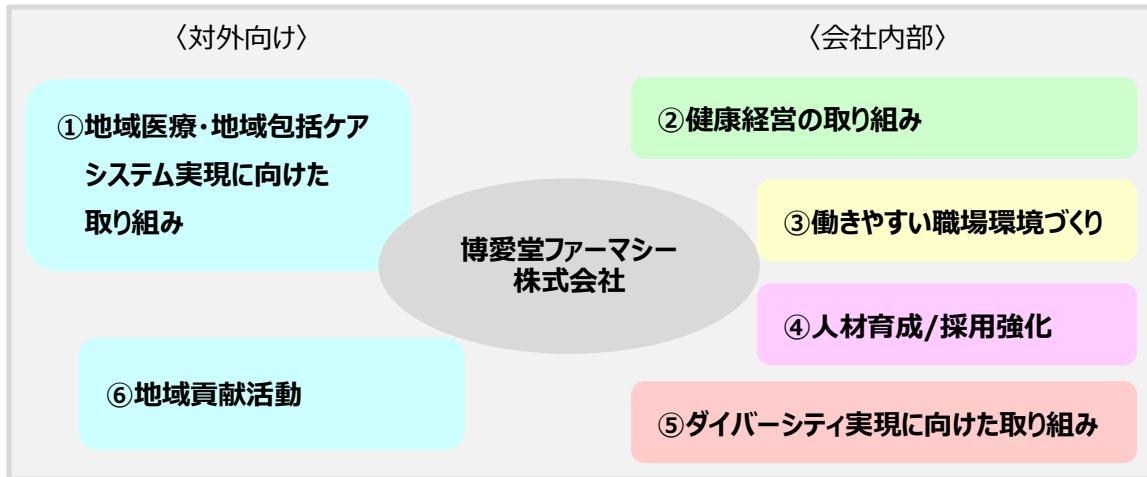 〈対外向け〉
〈会社内部〉
①地域医療・地域包括ケア
システム実現に向けた
取り組み
②健康経営の取り組み
③働きやすい職場環境づくり
博愛堂ファーマシー
株式会社
④人材育成/採用強化
⑥地域貢献活動
⑤ダイバーシティ実現に向けた取り組み